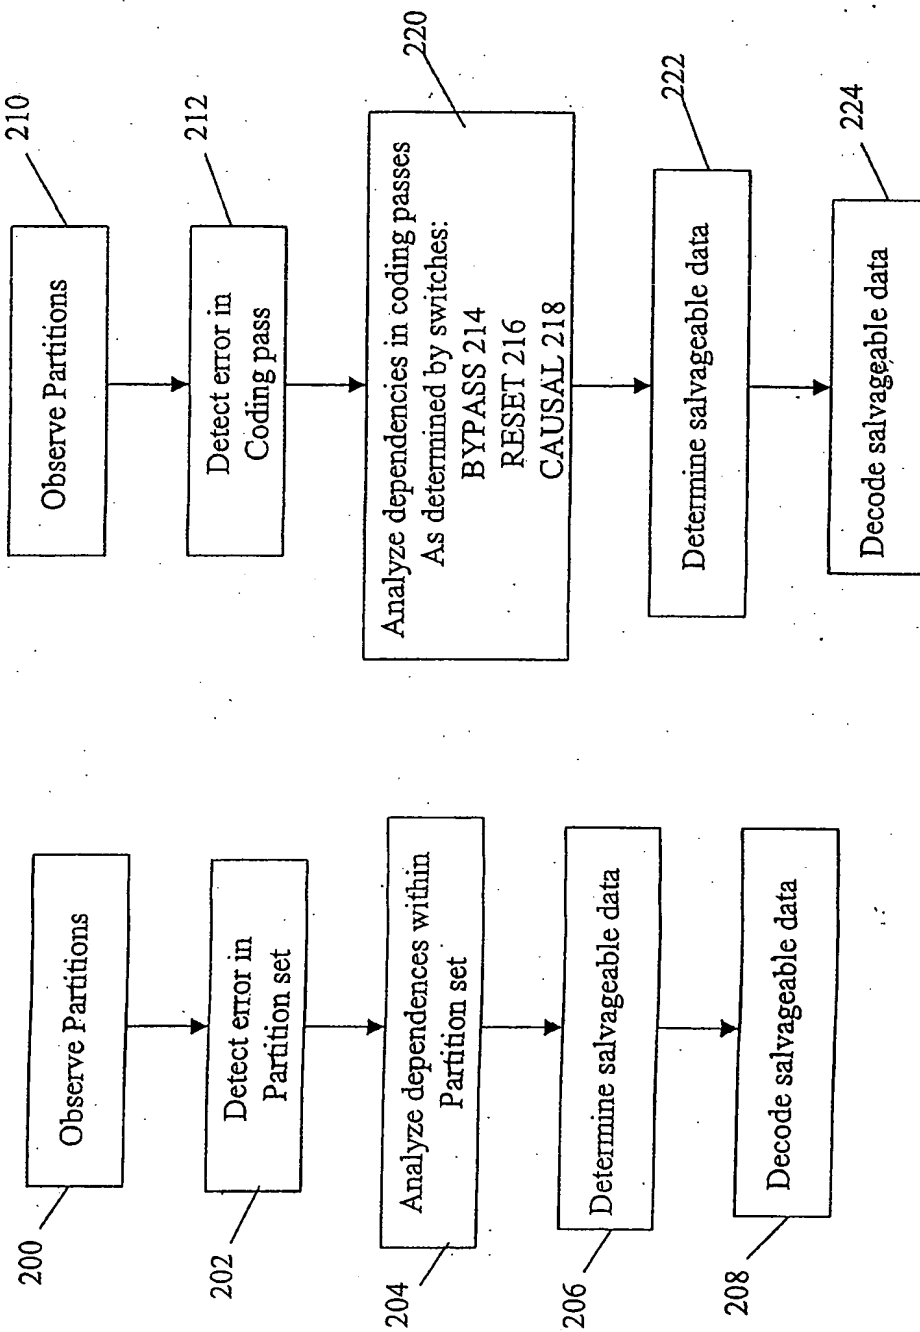 200
Observe Partitions
202
Detect error in
Partition set
204
Analyze dependences within
Partition set
206
Determine salvageable data
208
Decode salvageable data
210
Observe Partitions
212
Detect error in
Coding pass
220
Analyze dependencies in coding passes
As determined by switches:
BYPASS 214
RESET 216
CAUSAL 218
222
Determine salvageable data
224
Decode salvageable data